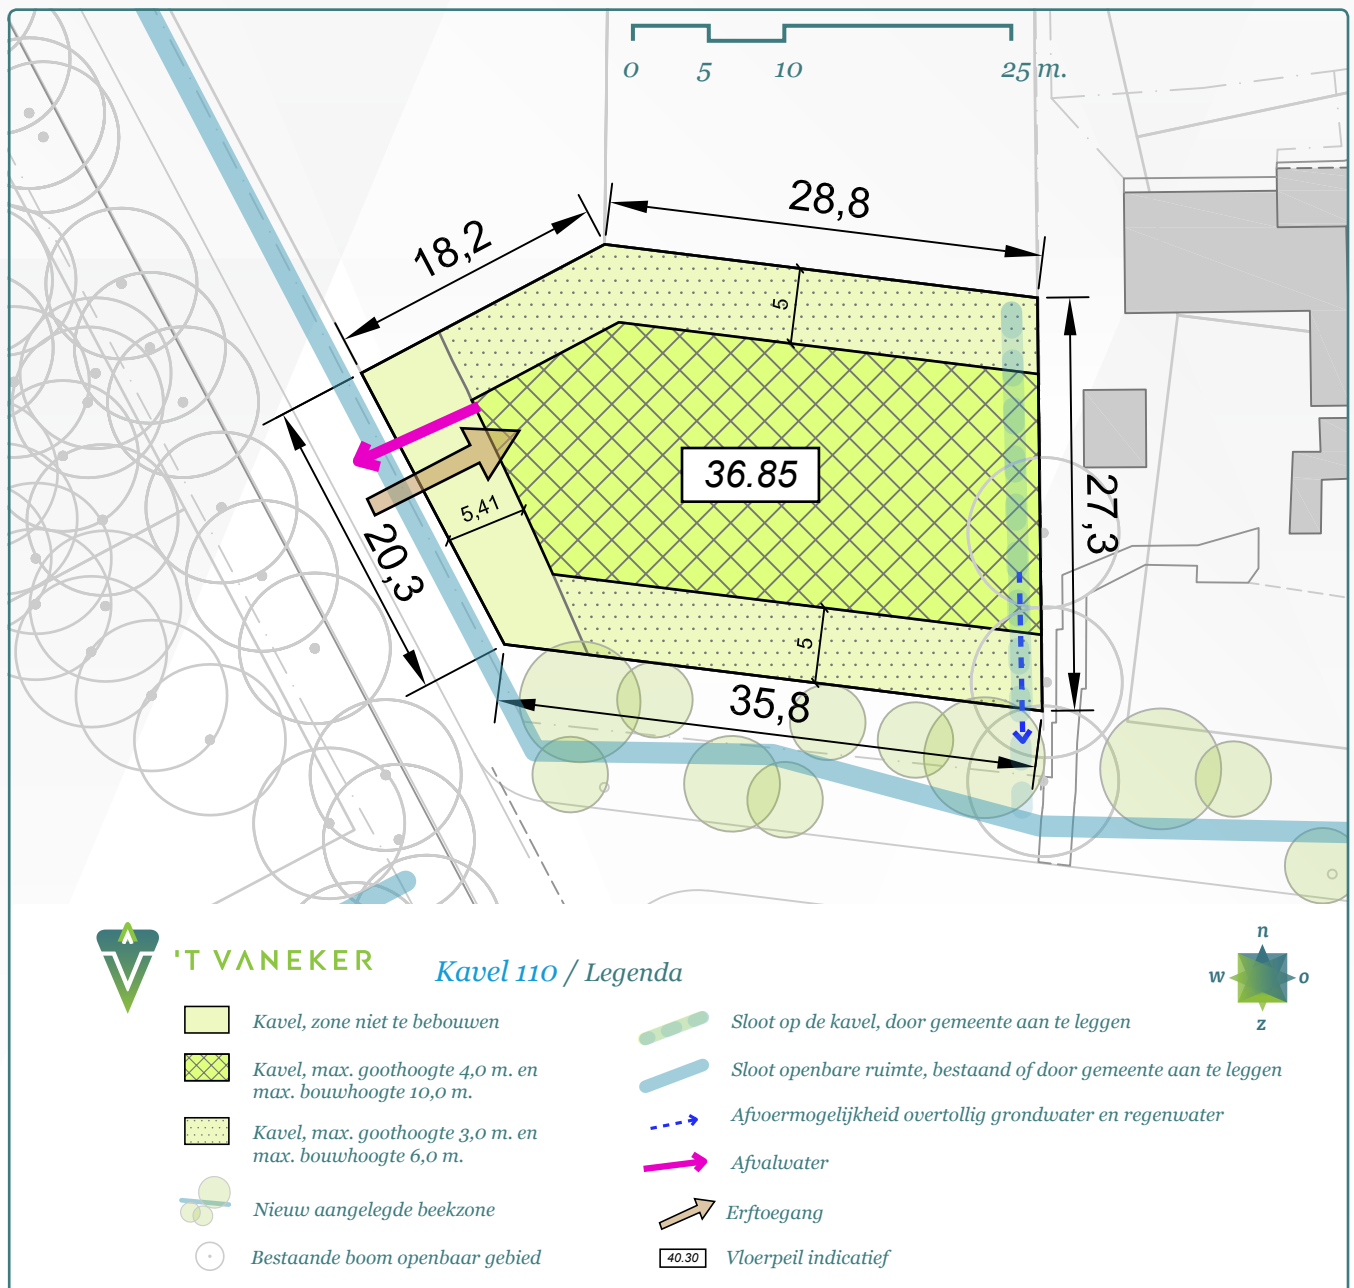 0 5 10 25 m.
28,8
18,2
5
36.85
27,3
5,41
20,3
5
35,8
'T VANEKER
Kavel 110 / Legenda
n
w o
z
Kavel, zone niet te bebouwen
Kavel, max. goothoogte 4,0 m. en
max. bouwhoogte 10,0 m.
Kavel, max. goothoogte 3,0 m. en
max. bouwhoogte 6,0 m.
Nieuw aangelegde beekzone
Bestaande boom openbaar gebied
Sloot op de kavel, door gemeente aan te leggen
Sloot openbare ruimte, bestaand of door gemeente aan te leggen
Afvoermogelijkheid overtollig grondwater en regenwater
Afvalwater
Erftoegang
40.30 Vloerpeil indicatief